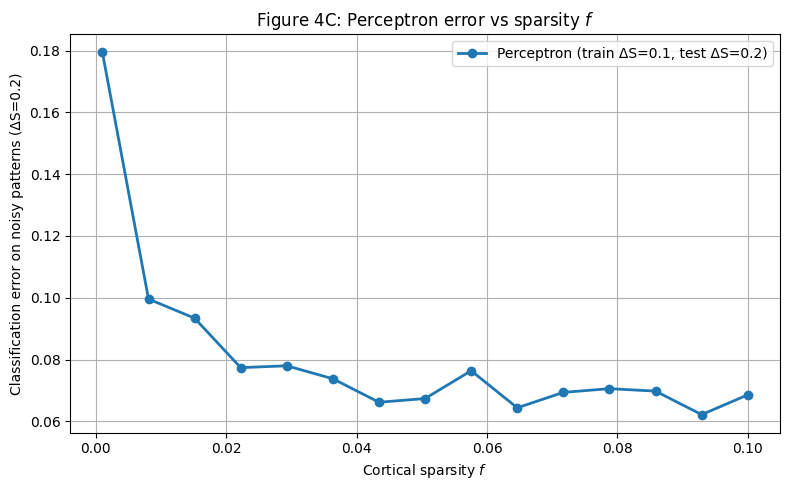 Figure 4C: Perceptron error vs sparsity f
Perceptron (train ΔS=0.1, test ΔS=0.2)
Classification error on noisy patterns (ΔS=0.2)
0.18
0.16
0.14
0.12
0.10
0.08
0.06
0.00 0.02 0.04 0.06 0.08 0.10
Cortical sparsity f